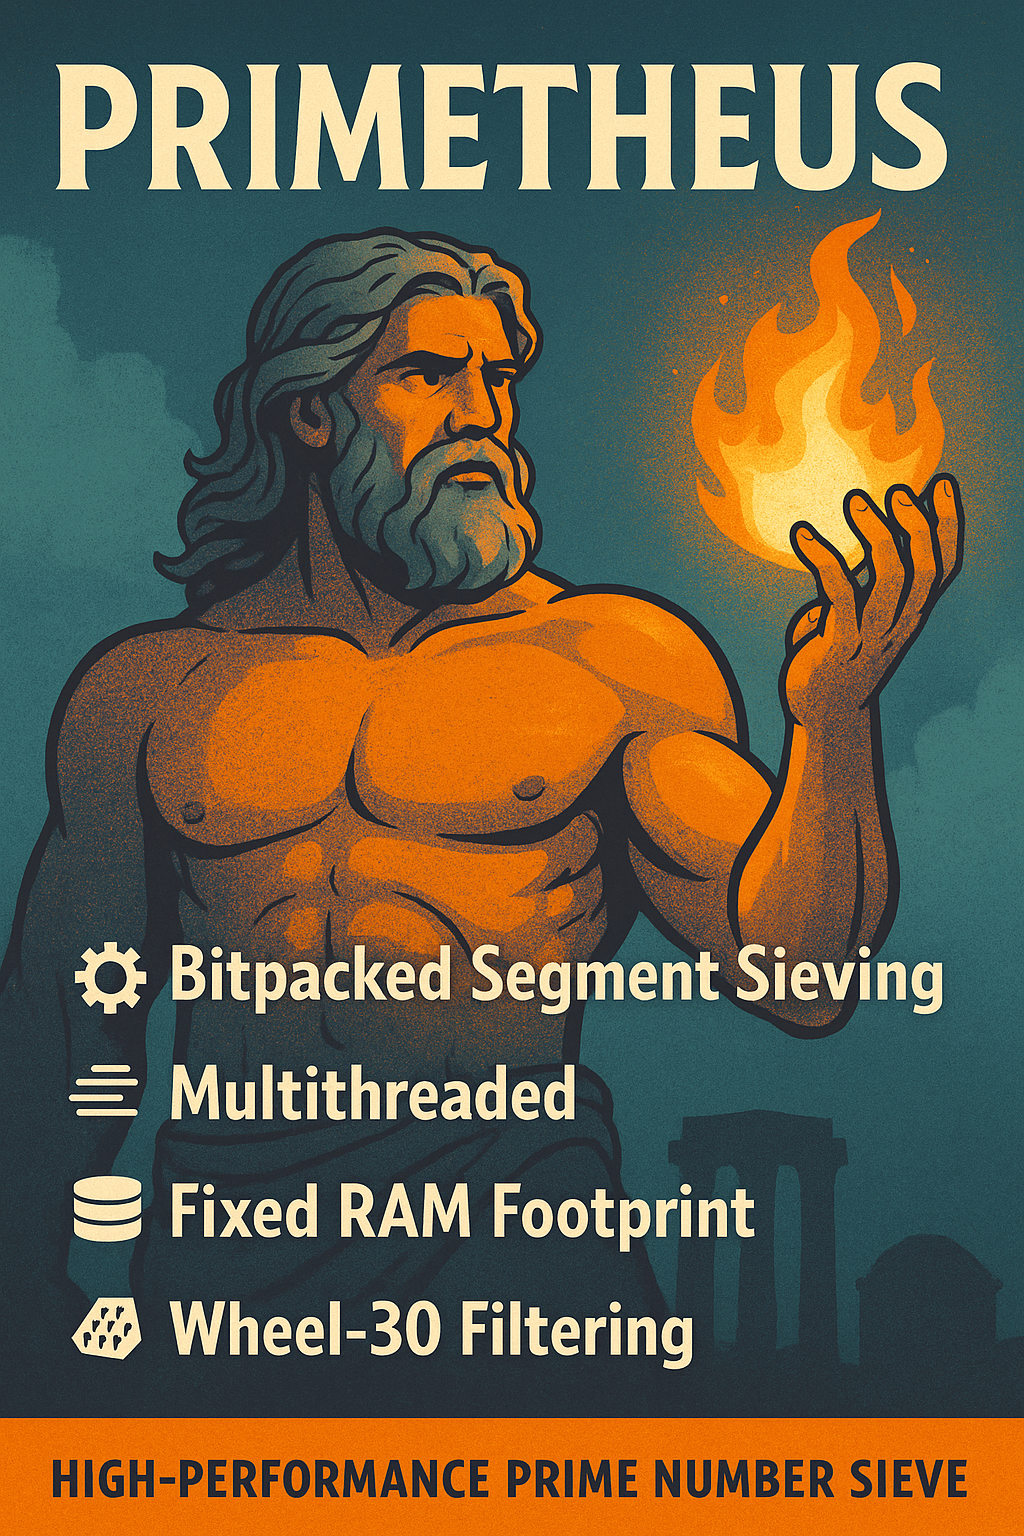 PRIMETHEUS
Bitpacked Segment Sieving
Multithreaded
Fixed RAM Footprint
Wheel-30 Filtering
HIGH-PERFORMANCE PRIME NUMBER SIEVE